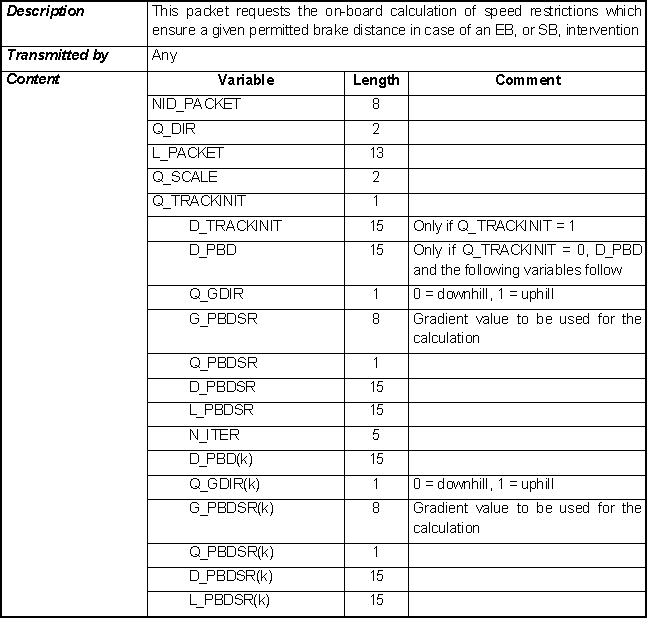 Description This packet requests the on-board calculation of speed restrictions which
ensure a given permitted brake distance in case of an EB, or SB, intervention
Transmitted by Any
Content Variable Length Comment
NID_PACKET 8
Q_DIR 2
L_PACKET 13
Q_SCALE 2
Q_TRACKINIT 1
D_TRACKINIT 15 Only if Q_TRACKINIT = 1
D_PBD 15 Only if Q_TRACKINIT = 0, D_PBD
and the following variables follow
Q_GDIR 1 0 = downhill, 1 = uphill
G_PBDSR 8 Gradient value to be used for the
calculation
Q_PBDSR 1
D_PBDSR 15
L_PBDSR 15
N_ITER 5
D_PBD(k) 15
Q_GDIR(k) 1 0 = downhill, 1 = uphill
G_PBDSR(k) 8 Gradient value to be used for the
calculation
Q_PBDSR(k) 1
D_PBDSR(k) 15
L_PBDSR(k) 15